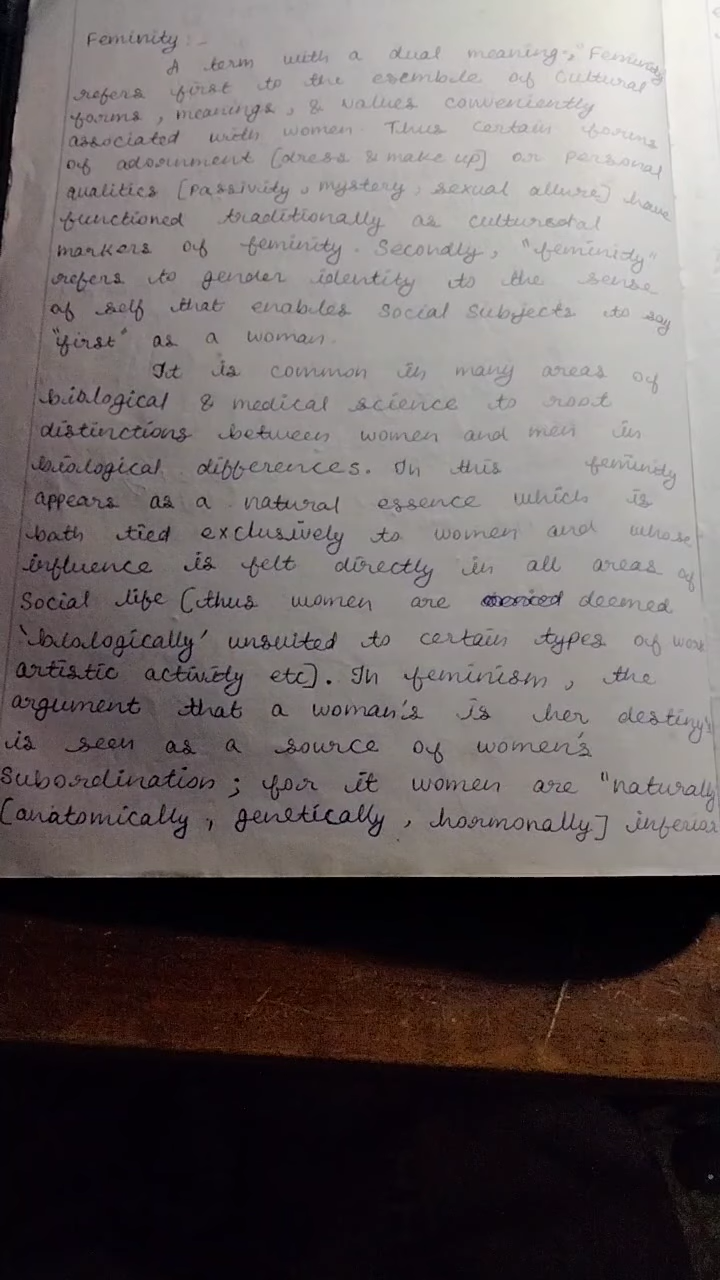 Feminity :-
A term with a dual meaning, "Feminity
refers first to the esemble of Cultural
forms, meanings, & values conveniently
associated with women Thus Certain forms
of adornment [dress & make up] or personal
qualities [passivity, mystery, sexual allure] have
functioned traditionally as cultural
markers of feminity. Secondly, "feminity"
refers to gender identity to the sense
of self that enables social subjects to say
"first" as a woman.
It is common in many areas of
biological & medical science to root
distinctions between women and men in
biological differences. In this feminity
appears as a natural essence which is
bath tied exclusively to women and whose
influence is felt directly in all areas of
Social life (thus women are deemed
'biologically' unsuited to certain types of work
artistic activity etc]. In feminism, the
argument that a woman's is her destiny's
is seen as a source of women's
Subordination; for it women are "naturally
[anatomically, genetically, hormonally] inferior